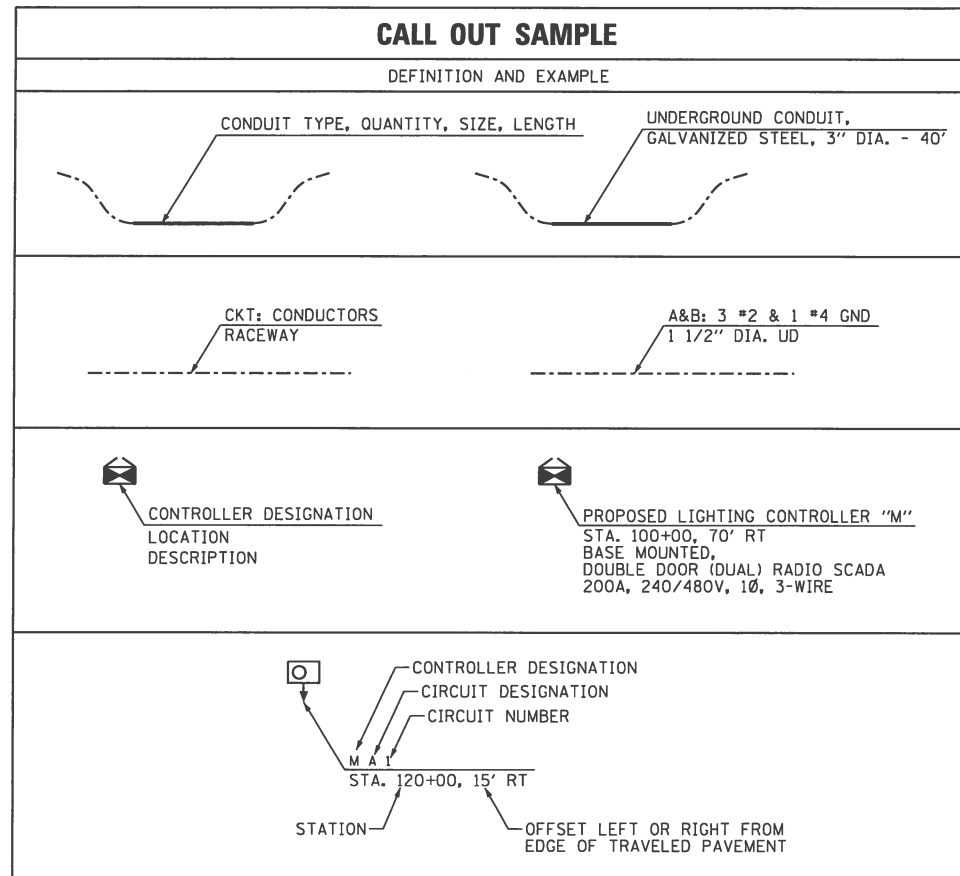 CALL OUT SAMPLE
DEFINITION AND EXAMPLE
CONDUIT TYPE, QUANTITY, SIZE, LENGTH
UNDERGROUND CONDUIT,
GALVANIZED STEEL, 3" DIA. - 40'
CKT: CONDUCTORS
RACEWAY
A&B: 3 #2 & 1 #4 GND
1 1/2" DIA. UD
CONTROLLER DESIGNATION
LOCATION
DESCRIPTION
PROPOSED LIGHTING CONTROLLER "M"
STA. 100+00, 70' RT
BASE MOUNTED,
DOUBLE DOOR (DUAL) RADIO SCADA
200A, 240/480V, 1Ø, 3-WIRE
CONTROLLER DESIGNATION
CIRCUIT DESIGNATION
CIRCUIT NUMBER
M A 1
STA. 120+00, 15' RT
STATION
OFFSET LEFT OR RIGHT FROM
EDGE OF TRAVELED PAVEMENT